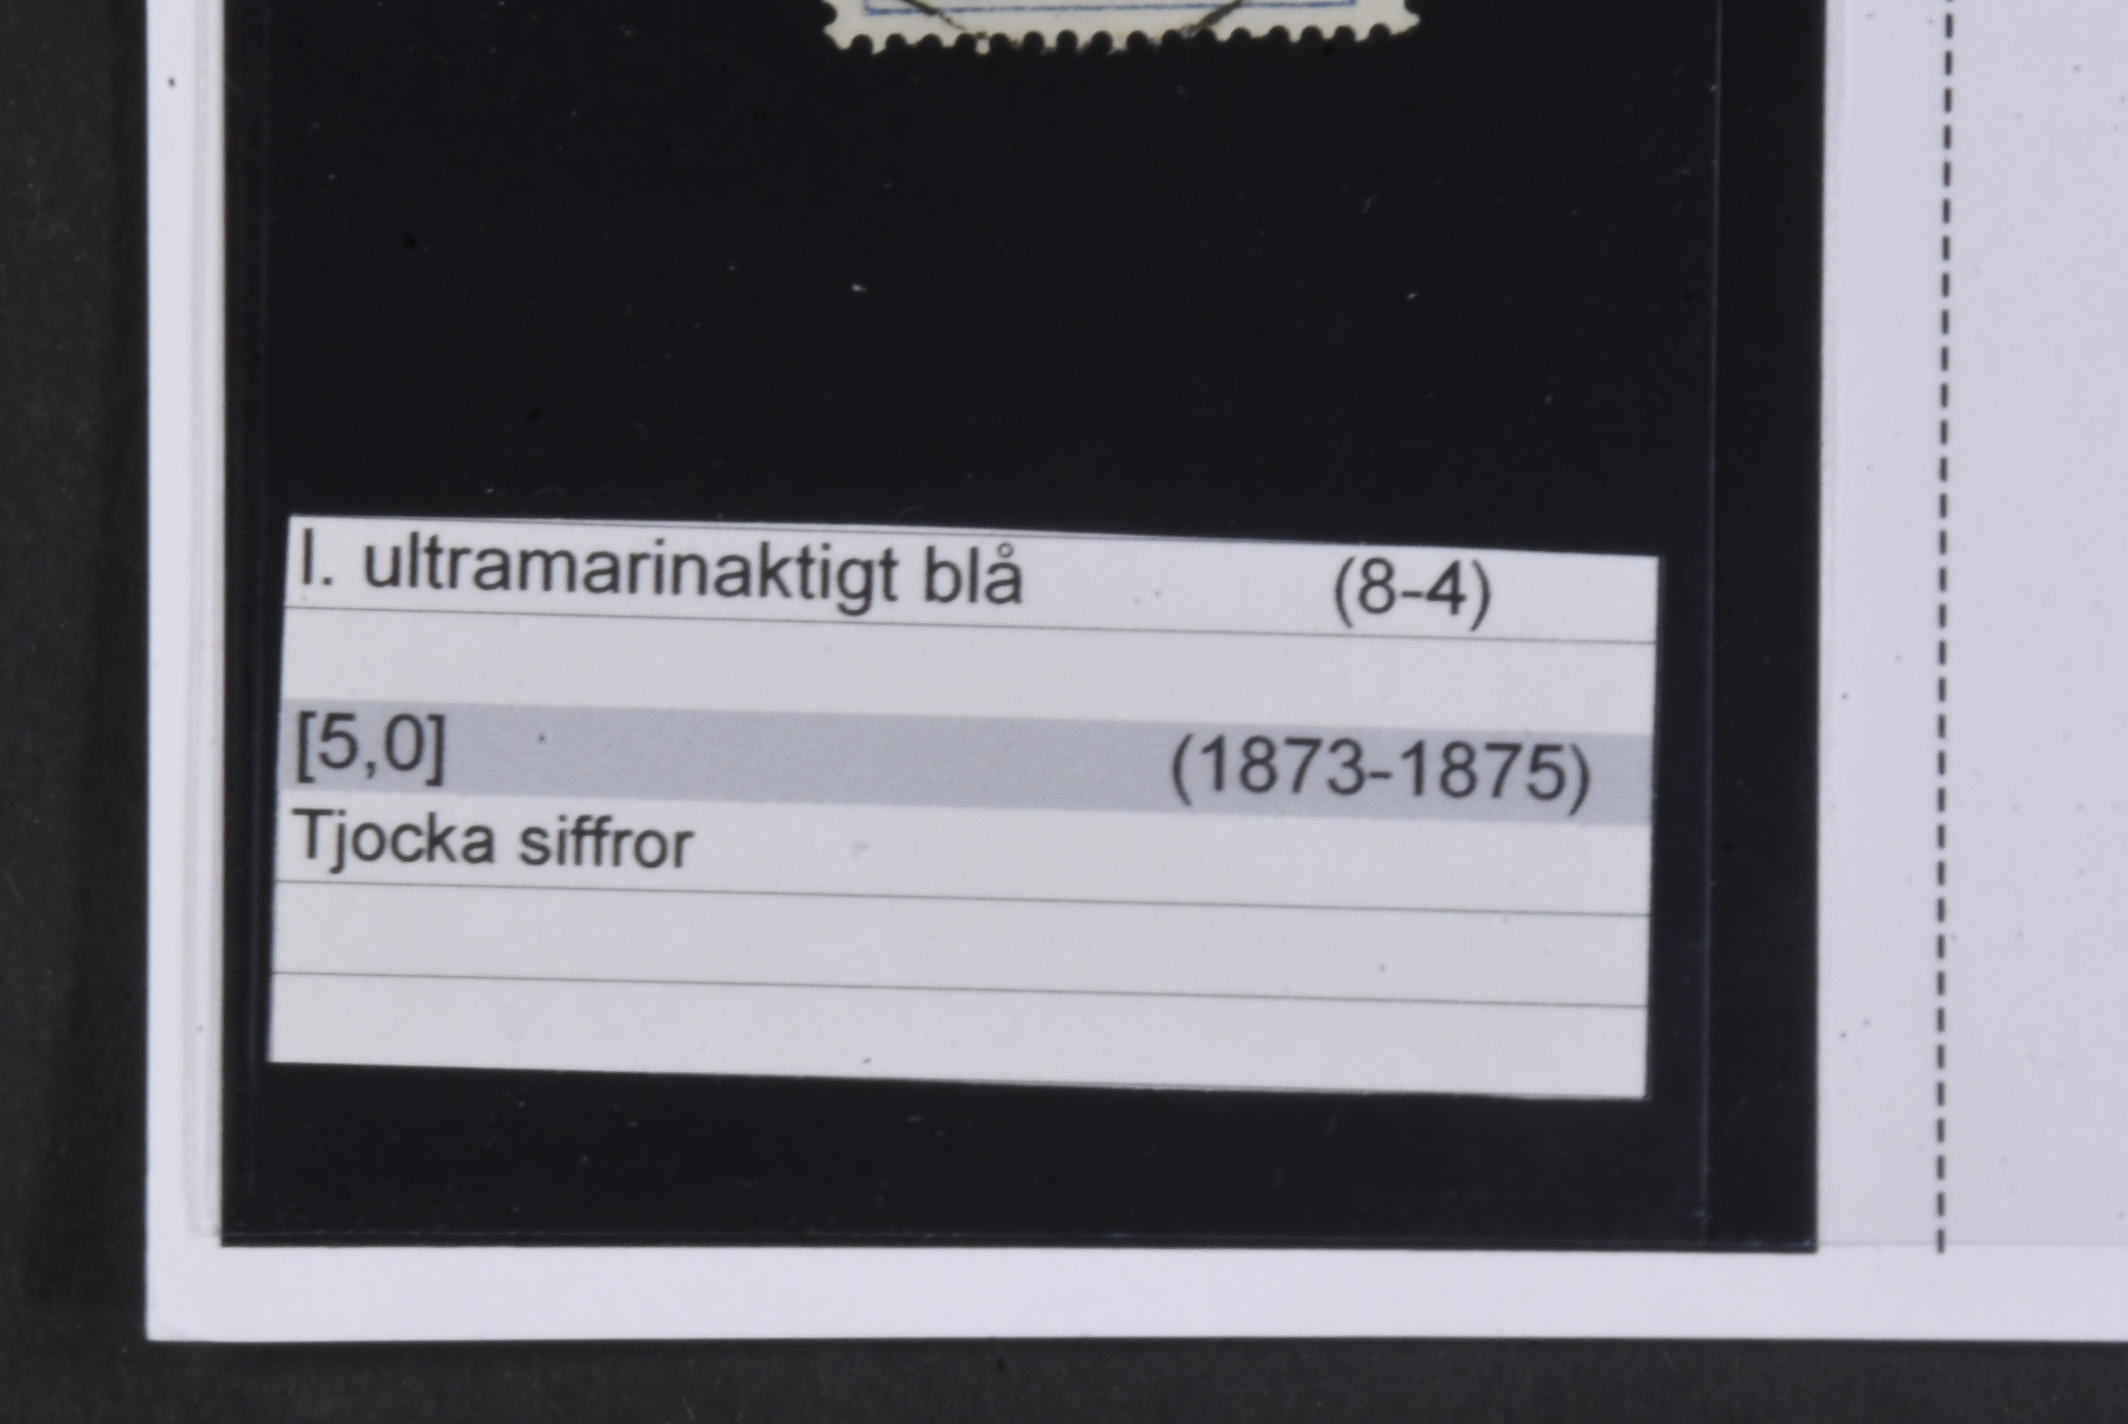 l. ultramarinaktigt blå (8-4)
[5,0] (1873-1875)
Tjocka siffror